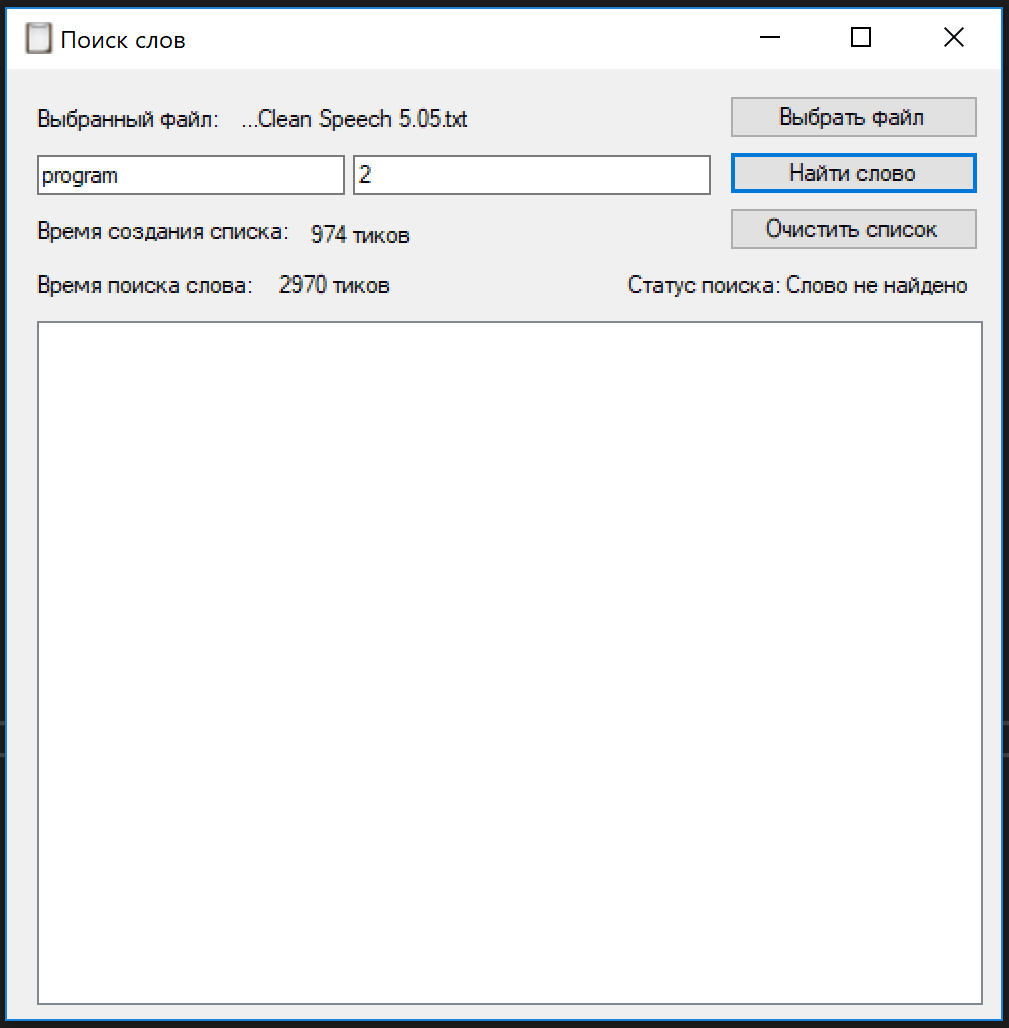 Поиск слов
Выбранный файл: ...Clean Speech 5.05.txt Выбрать файл
program 2 Найти слово
Время создания списка: 974 тиков Очистить список
Время поиска слова: 2970 тиков Статус поиска: Слово не найдено